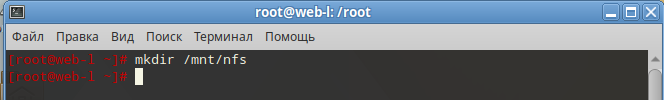 root@web-l: /root
Файл Правка Вид Поиск Терминал Помощь
[root@web-l ~]# mkdir /mnt/nfs
[root@web-l ~]#